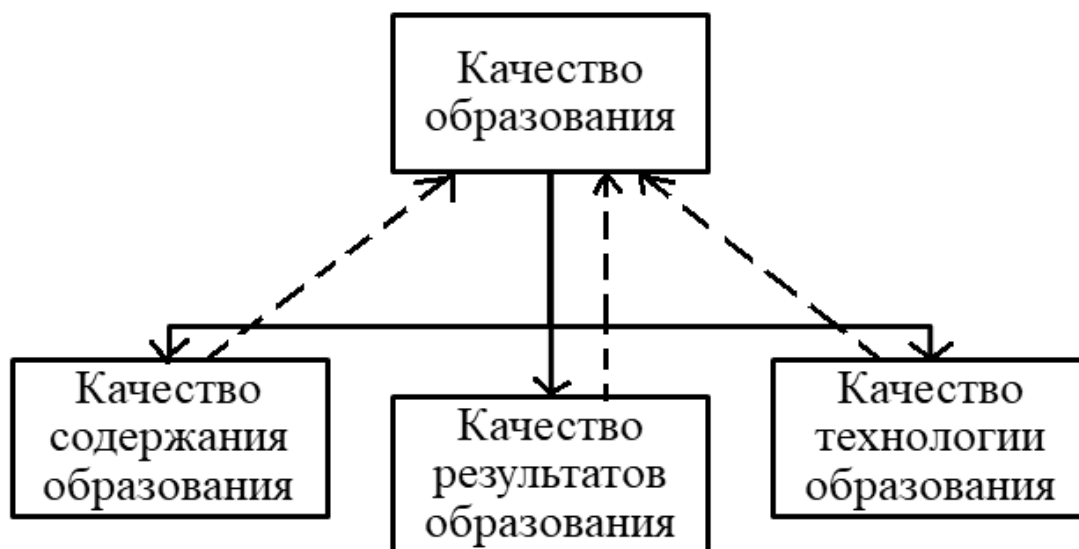 Качество
образования
Качество
содержания
образования
Качество
результатов
образования
Качество
технологии
образования